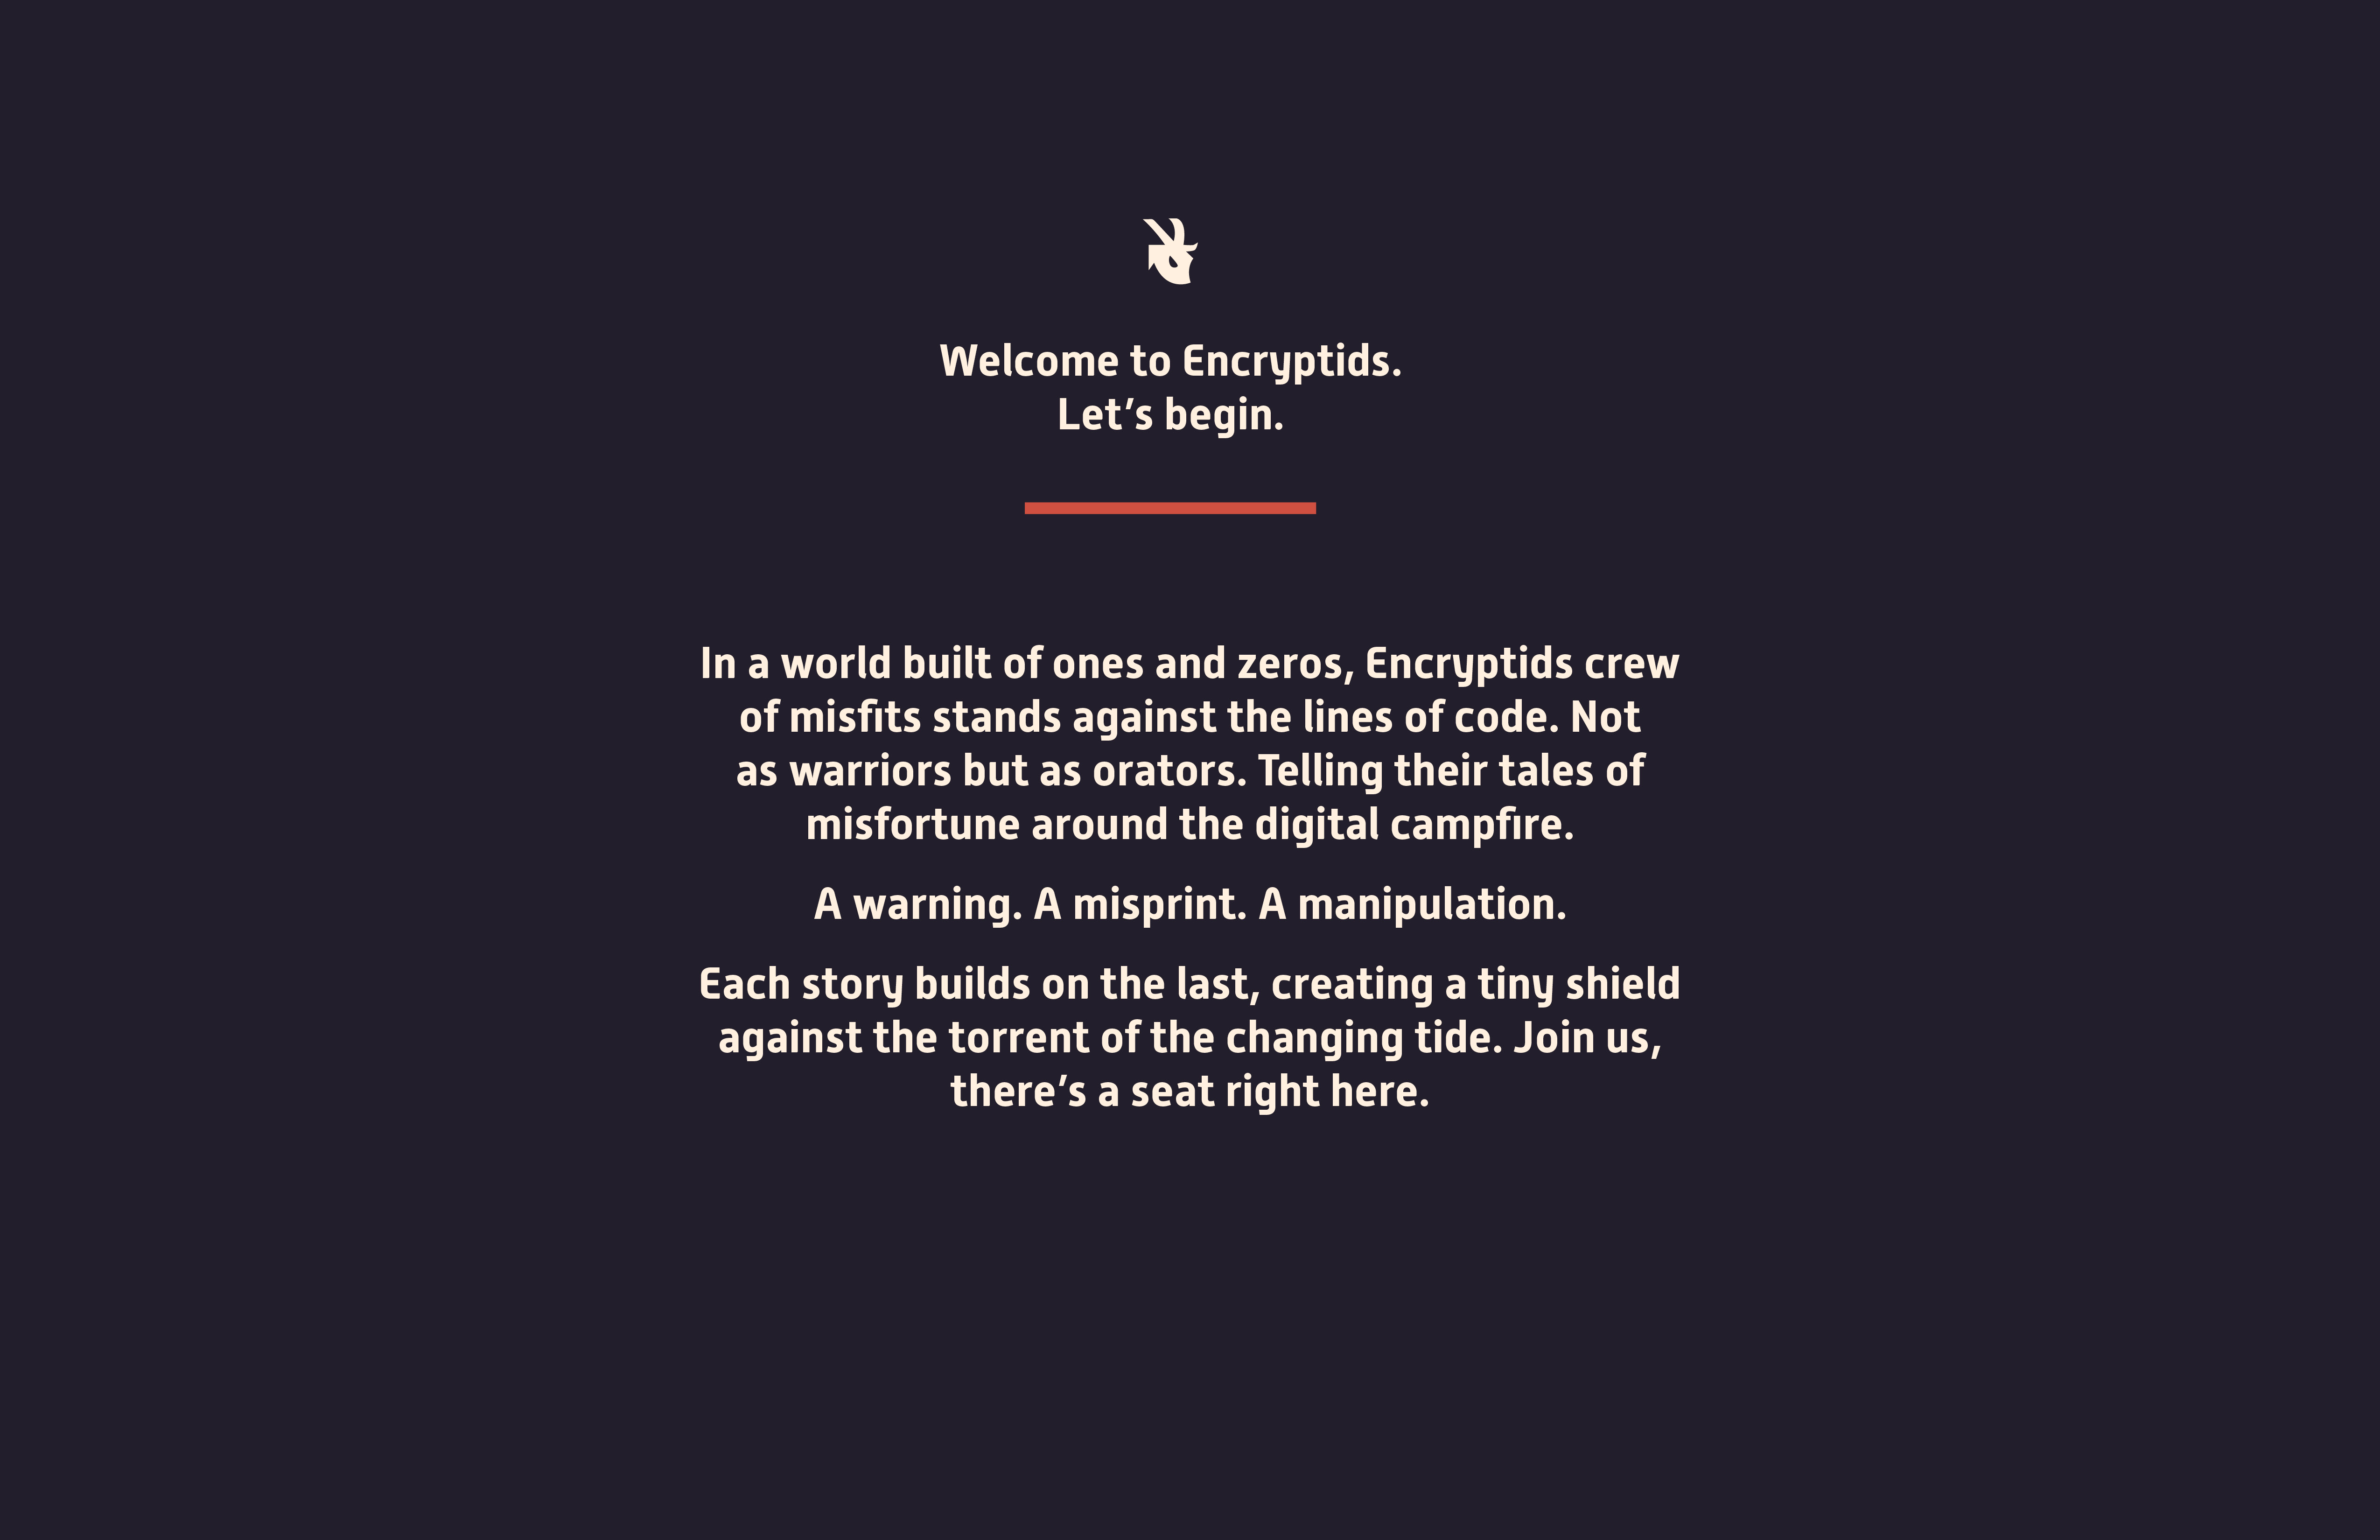 Welcome to Encryptids.
Let’s begin.
In a world built of ones and zeros, Encryptids crew
of misfits stands against the lines of code. Not
as warriors but as orators. Telling their tales of
misfortune around the digital campfire.
A warning. A misprint. A manipulation.
Each story builds on the last, creating a tiny shield
against the torrent of the changing tide. Join us,
there’s a seat right here.